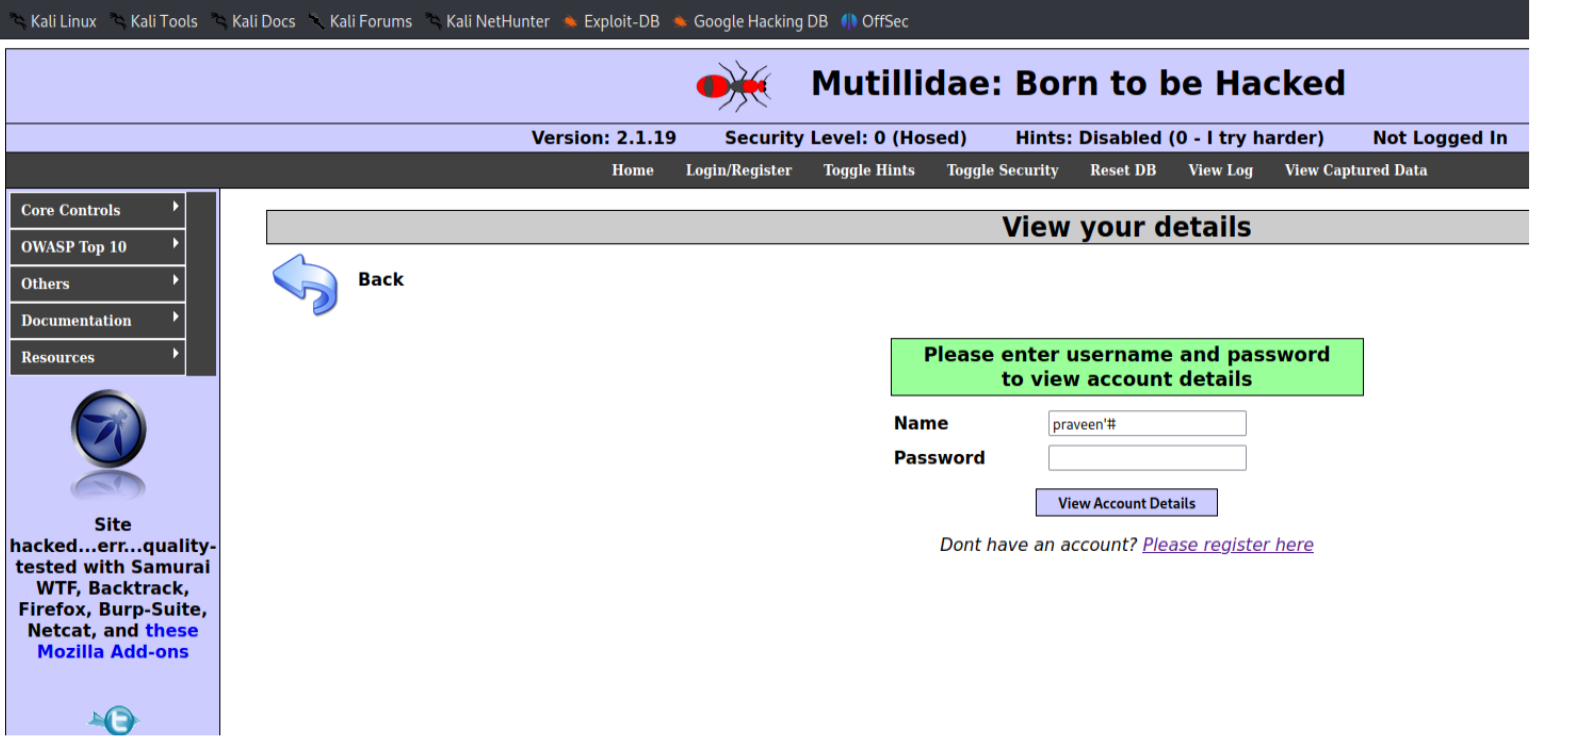 Kali Linux Kali Tools Kali Docs Kali Forums Kali NetHunter Exploit-DB Google Hacking DB OffSec
Mutillidae: Born to be Hacked
Version: 2.1.19 Security Level: 0 (Hosed) Hints: Disabled (0 - I try harder) Not Logged In
Home Login/Register Toggle Hints Toggle Security Reset DB View Log View Captured Data
Core Controls
OWASP Top 10
Others
Documentation
Resources
Site
hacked...err...quality-
tested with Samurai
WTF, Backtrack,
Firefox, Burp-Suite,
Netcat, and these
Mozilla Add-ons
View your details
Back
Please enter username and password
to view account details
Name praveen'#
Password
View Account Details
Dont have an account? Please register here